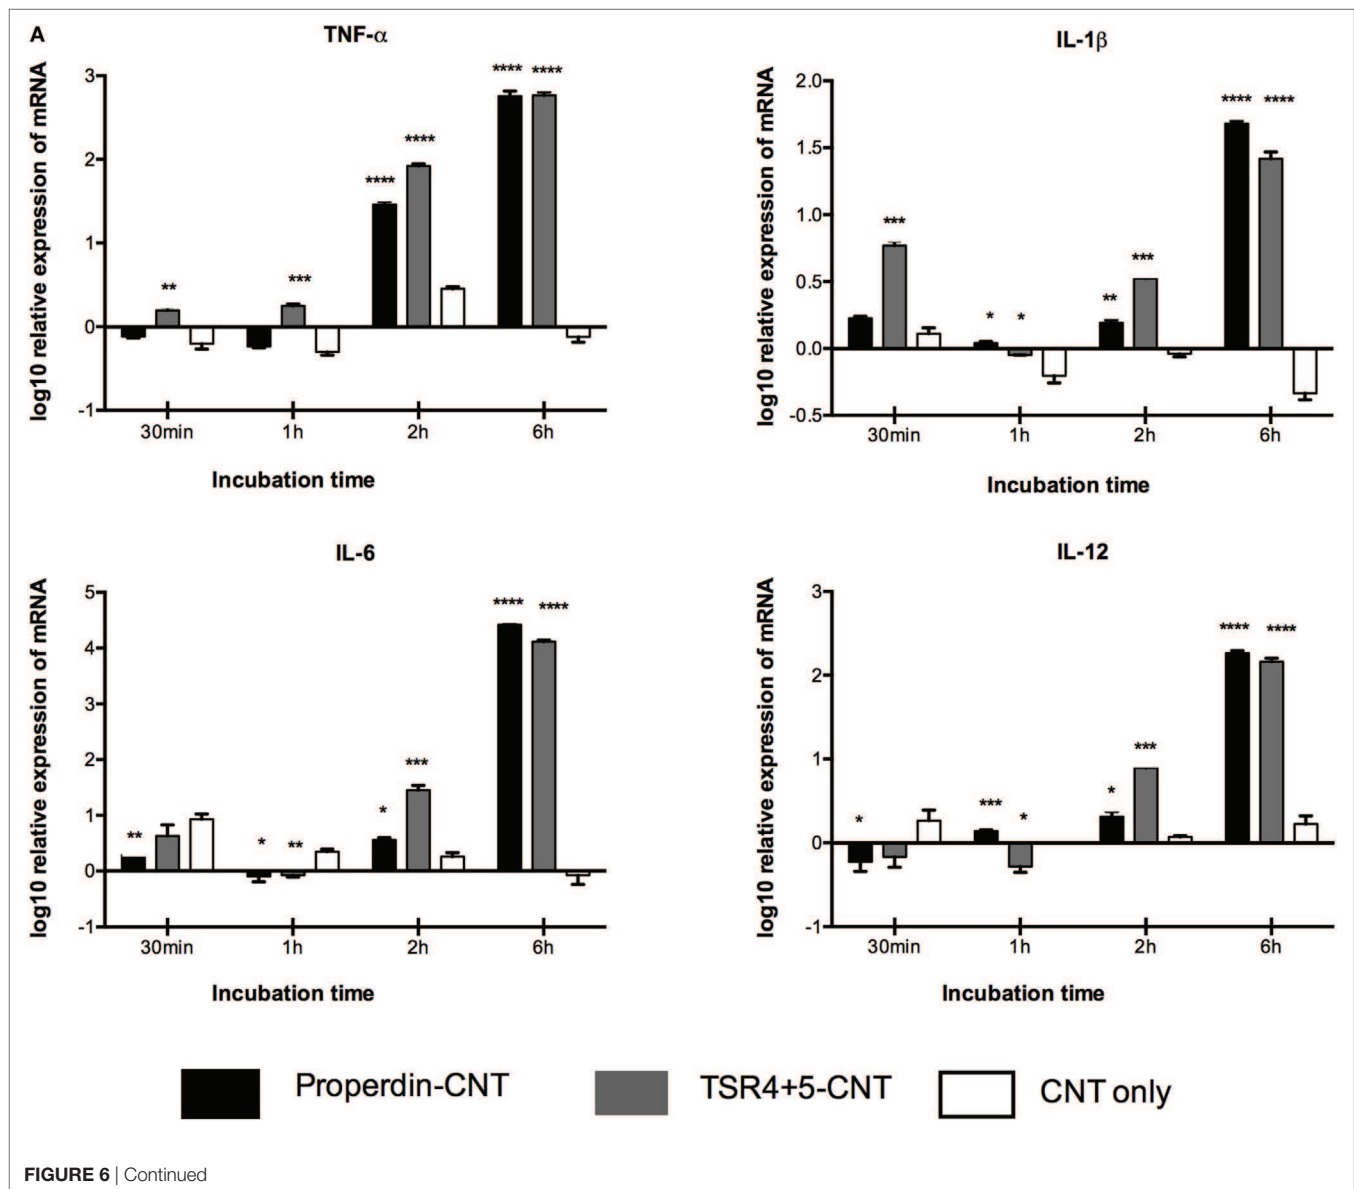 A
TNF-α
log10 relative expression of mRNA
3
2
1
0
-1
** *** **** **** **** ****
30min 1h 2h 6h
Incubation time
IL-1β
log10 relative expression of mRNA
2.0
1.5
1.0
0.5
0.0
-0.5
*** * * ** *** **** ****
30min 1h 2h 6h
Incubation time
IL-6
log10 relative expression of mRNA
5
4
3
2
1
0
-1
** * ** * *** **** ****
30min 1h 2h 6h
Incubation time
IL-12
log10 relative expression of mRNA
3
2
1
0
-1
* *** * * *** **** ****
30min 1h 2h 6h
Incubation time
Properdin-CNT TSR4+5-CNT CNT only
FIGURE 6 | Continued